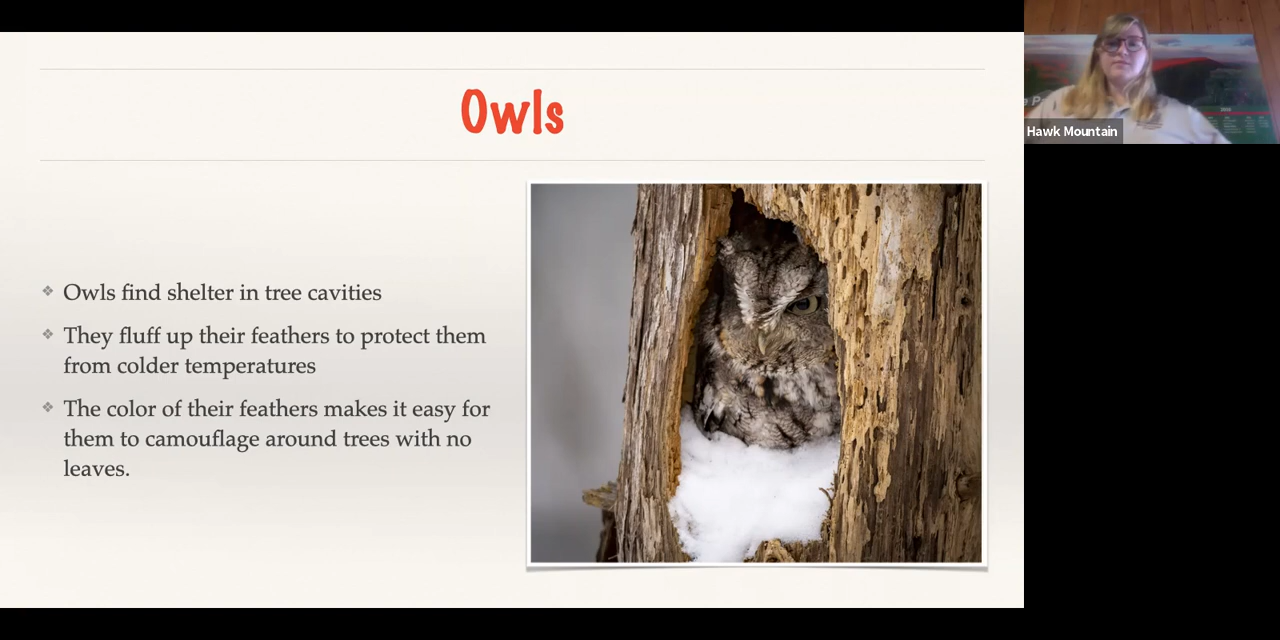 Owls
Owls find shelter in tree cavities
They fluff up their feathers to protect them
from colder temperatures
The color of their feathers makes it easy for
them to camouflage around trees with no
leaves.
Hawk Mountain